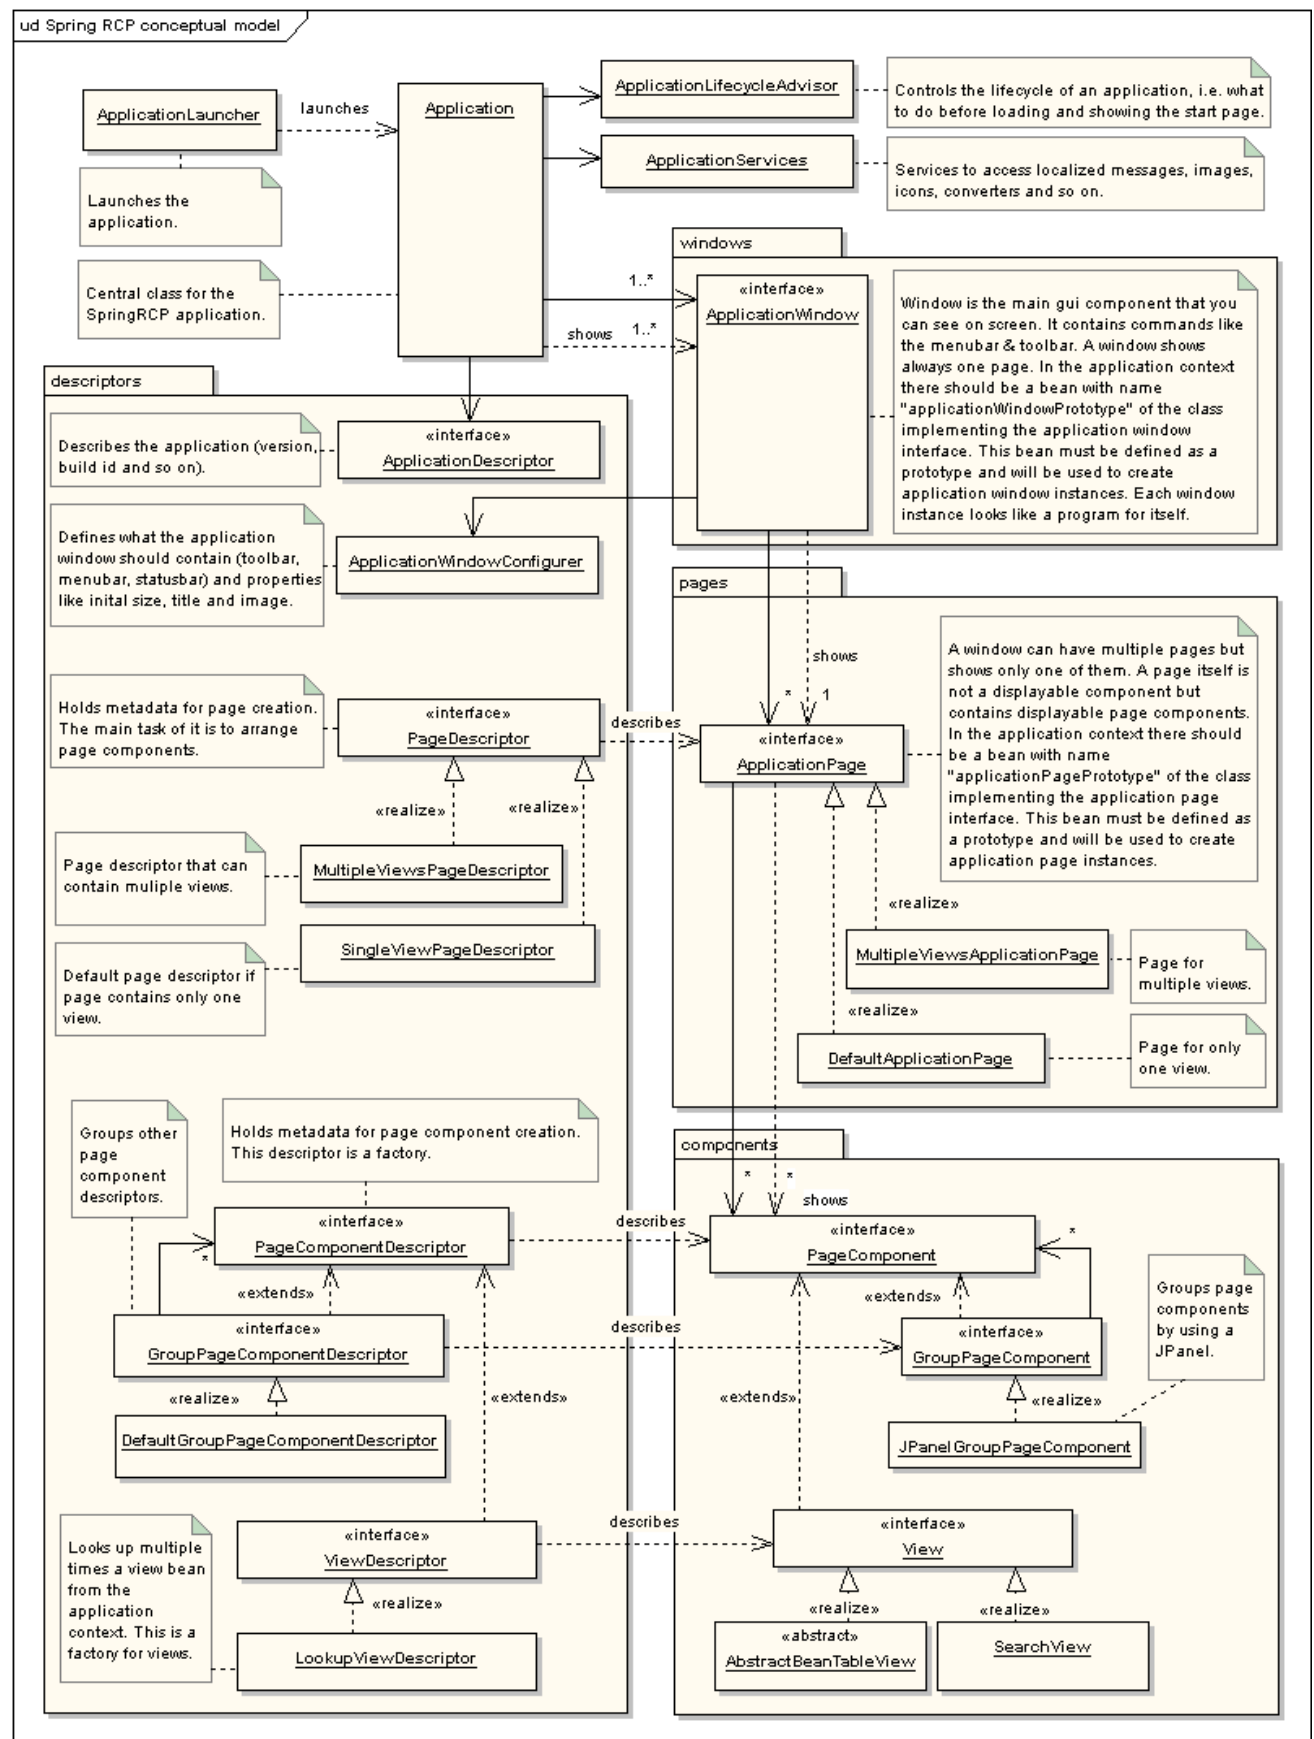 ud Spring RCP conceptual model
ApplicationLauncher
launches
Application
ApplicationLifecycleAdvisor
Controls the lifecycle of an application, i.e. what
to do before loading and showing the start page.
ApplicationServices
Services to access localized messages, images,
icons, converters and so on.
Launches the
application.
Central class for the
SpringRCP application.
windows
1..*
shows
1..*
«interface»
ApplicationWindow
Window is the main gui component that you
can see on screen. It contains commands like
the menubar & toolbar. A window shows
always one page. In the application context
there should be a bean with name
"applicationWindowPrototype" of the class
implementing the application window
interface. This bean must be defined as a
prototype and will be used to create
application window instances. Each window
instance looks like a program for itself.
descriptors
Describes the application (version,
build id and so on).
«interface»
ApplicationDescriptor
Defines what the application
window should contain (toolbar,
menubar, statusbar) and properties
like inital size, title and image.
ApplicationWindowConfigurer
pages
shows
*
1
A window can have multiple pages but
shows only one of them. A page itself is
not a displayable component but
contains displayable page components.
In the application context there should
be a bean with name
"applicationPagePrototype" of the class
implementing the application page
interface. This bean must be defined as
a prototype and will be used to create
application page instances.
Holds metadata for page creation.
The main task of it is to arrange
page components.
«interface»
PageDescriptor
describes
«interface»
ApplicationPage
«realize»
«realize»
Page descriptor that can
contain muliple views.
MultipleViewsPageDescriptor
SingleViewPageDescriptor
Default page descriptor if
page contains only one
view.
«realize»
MultipleViewsApplicationPage
Page for
multiple views.
«realize»
DefaultApplicationPage
Page for only
one view.
Groups other
page
component
descriptors.
Holds metadata for page component creation.
This descriptor is a factory.
components
*
*
shows
«interface»
PageComponentDescriptor
*
describes
«interface»
PageComponent
*
«extends»
«extends»
Groups page
components
by using a
JPanel.
«interface»
GroupPageComponentDescriptor
describes
«interface»
GroupPageComponent
«realize»
«extends»
«extends»
«realize»
DefaultGroupPageComponentDescriptor
JPanelGroupPageComponent
Looks up multiple
times a view bean
from the
application
context. This is a
factory for views.
«interface»
ViewDescriptor
describes
«interface»
View
«realize»
«realize»
«realize»
LookupViewDescriptor
«abstract»
AbstractBeanTableView
SearchView